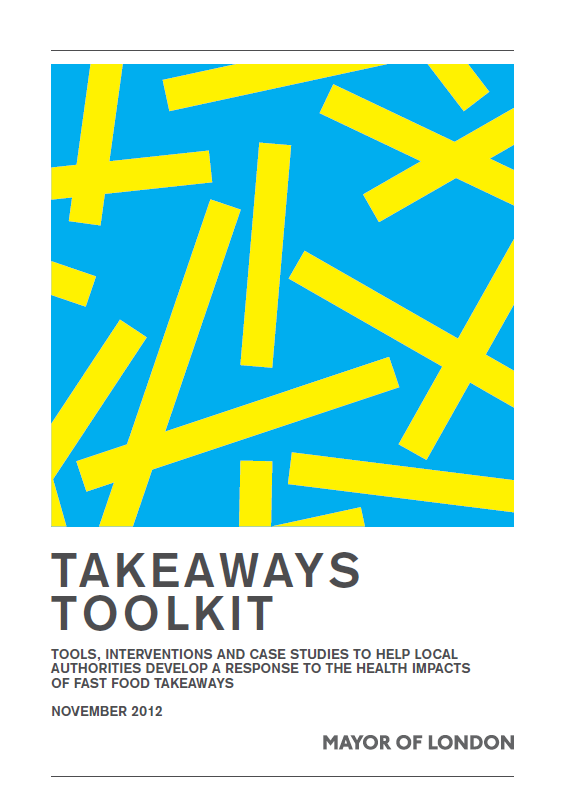 TAKEAWAYS
TOOLKIT
TOOLS, INTERVENTIONS AND CASE STUDIES TO HELP LOCAL
AUTHORITIES DEVELOP A RESPONSE TO THE HEALTH IMPACTS
OF FAST FOOD TAKEAWAYS
NOVEMBER 2012
MAYOR OF LONDON